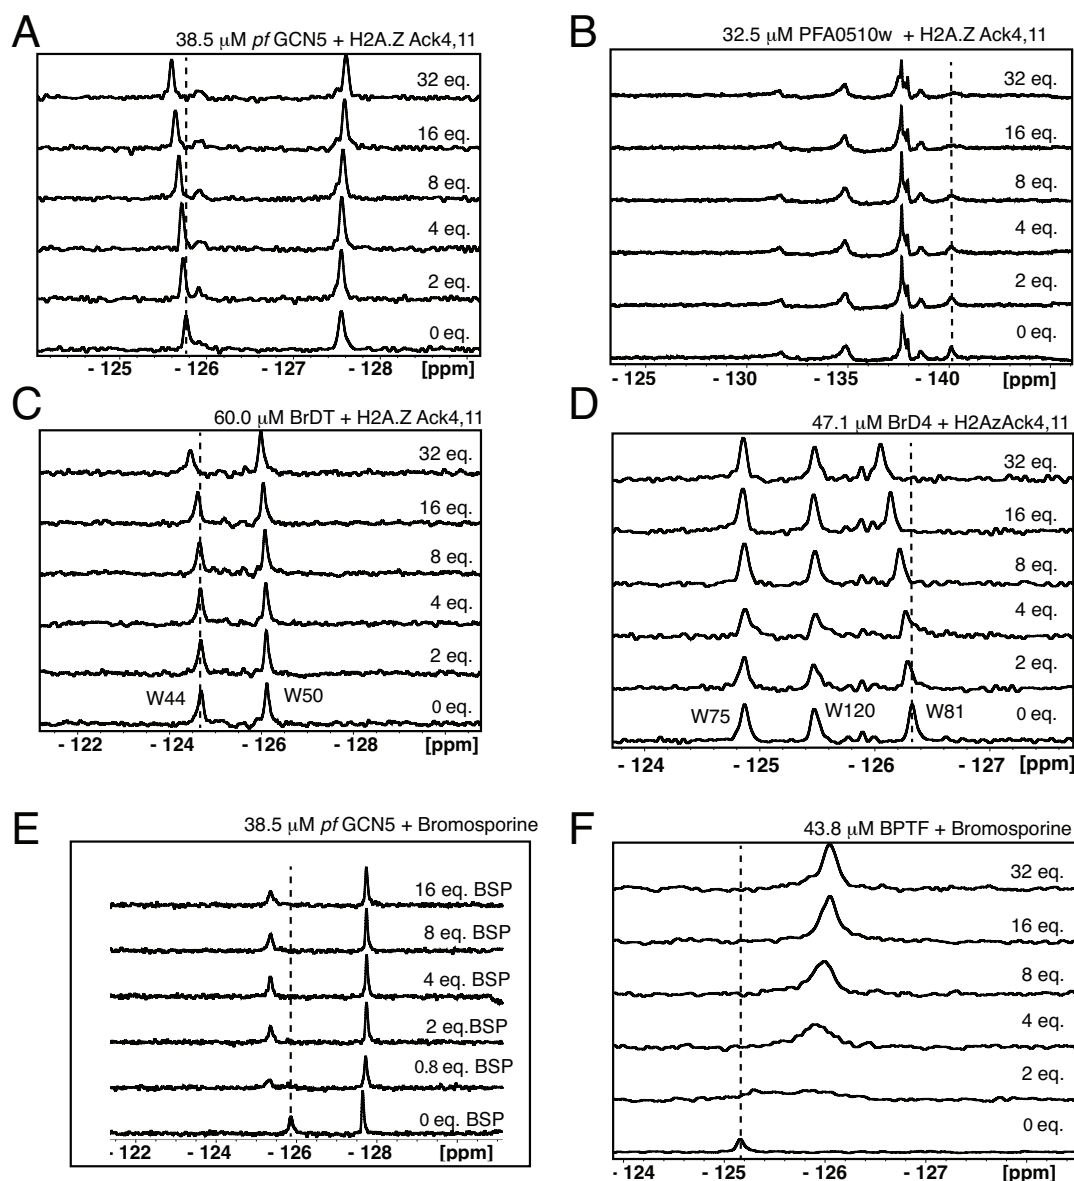 A
38.5 μM pf GCN5 + H2A.Z Ack4,11
32 eq.
16 eq.
8 eq.
4 eq.
2 eq.
0 eq.
- 125 - 126 - 127 - 128 [ppm]
B
32.5 μM PFA0510w + H2A.Z Ack4,11
32 eq.
16 eq.
8 eq.
4 eq.
2 eq.
0 eq.
- 125 - 130 - 135 - 140 [ppm]
C
60.0 μM BrDT + H2A.Z Ack4,11
32 eq.
16 eq.
8 eq.
4 eq.
2 eq.
W44 W50 0 eq.
- 122 - 124 - 126 - 128 [ppm]
D
47.1 μM BrD4 + H2AzAck4,11
32 eq.
16 eq.
8 eq.
4 eq.
2 eq.
W75 W120 W81 0 eq.
- 124 - 125 - 126 - 127 [ppm]
E
38.5 μM pf GCN5 + Bromosporine
16 eq. BSP
8 eq. BSP
4 eq. BSP
2 eq.BSP
0.8 eq. BSP
0 eq. BSP
- 122 - 124 - 126 - 128 [ppm]
F
43.8 μM BPTF + Bromosporine
32 eq.
16 eq.
8 eq.
4 eq.
2 eq.
0 eq.
- 124 - 125 - 126 - 127 [ppm]